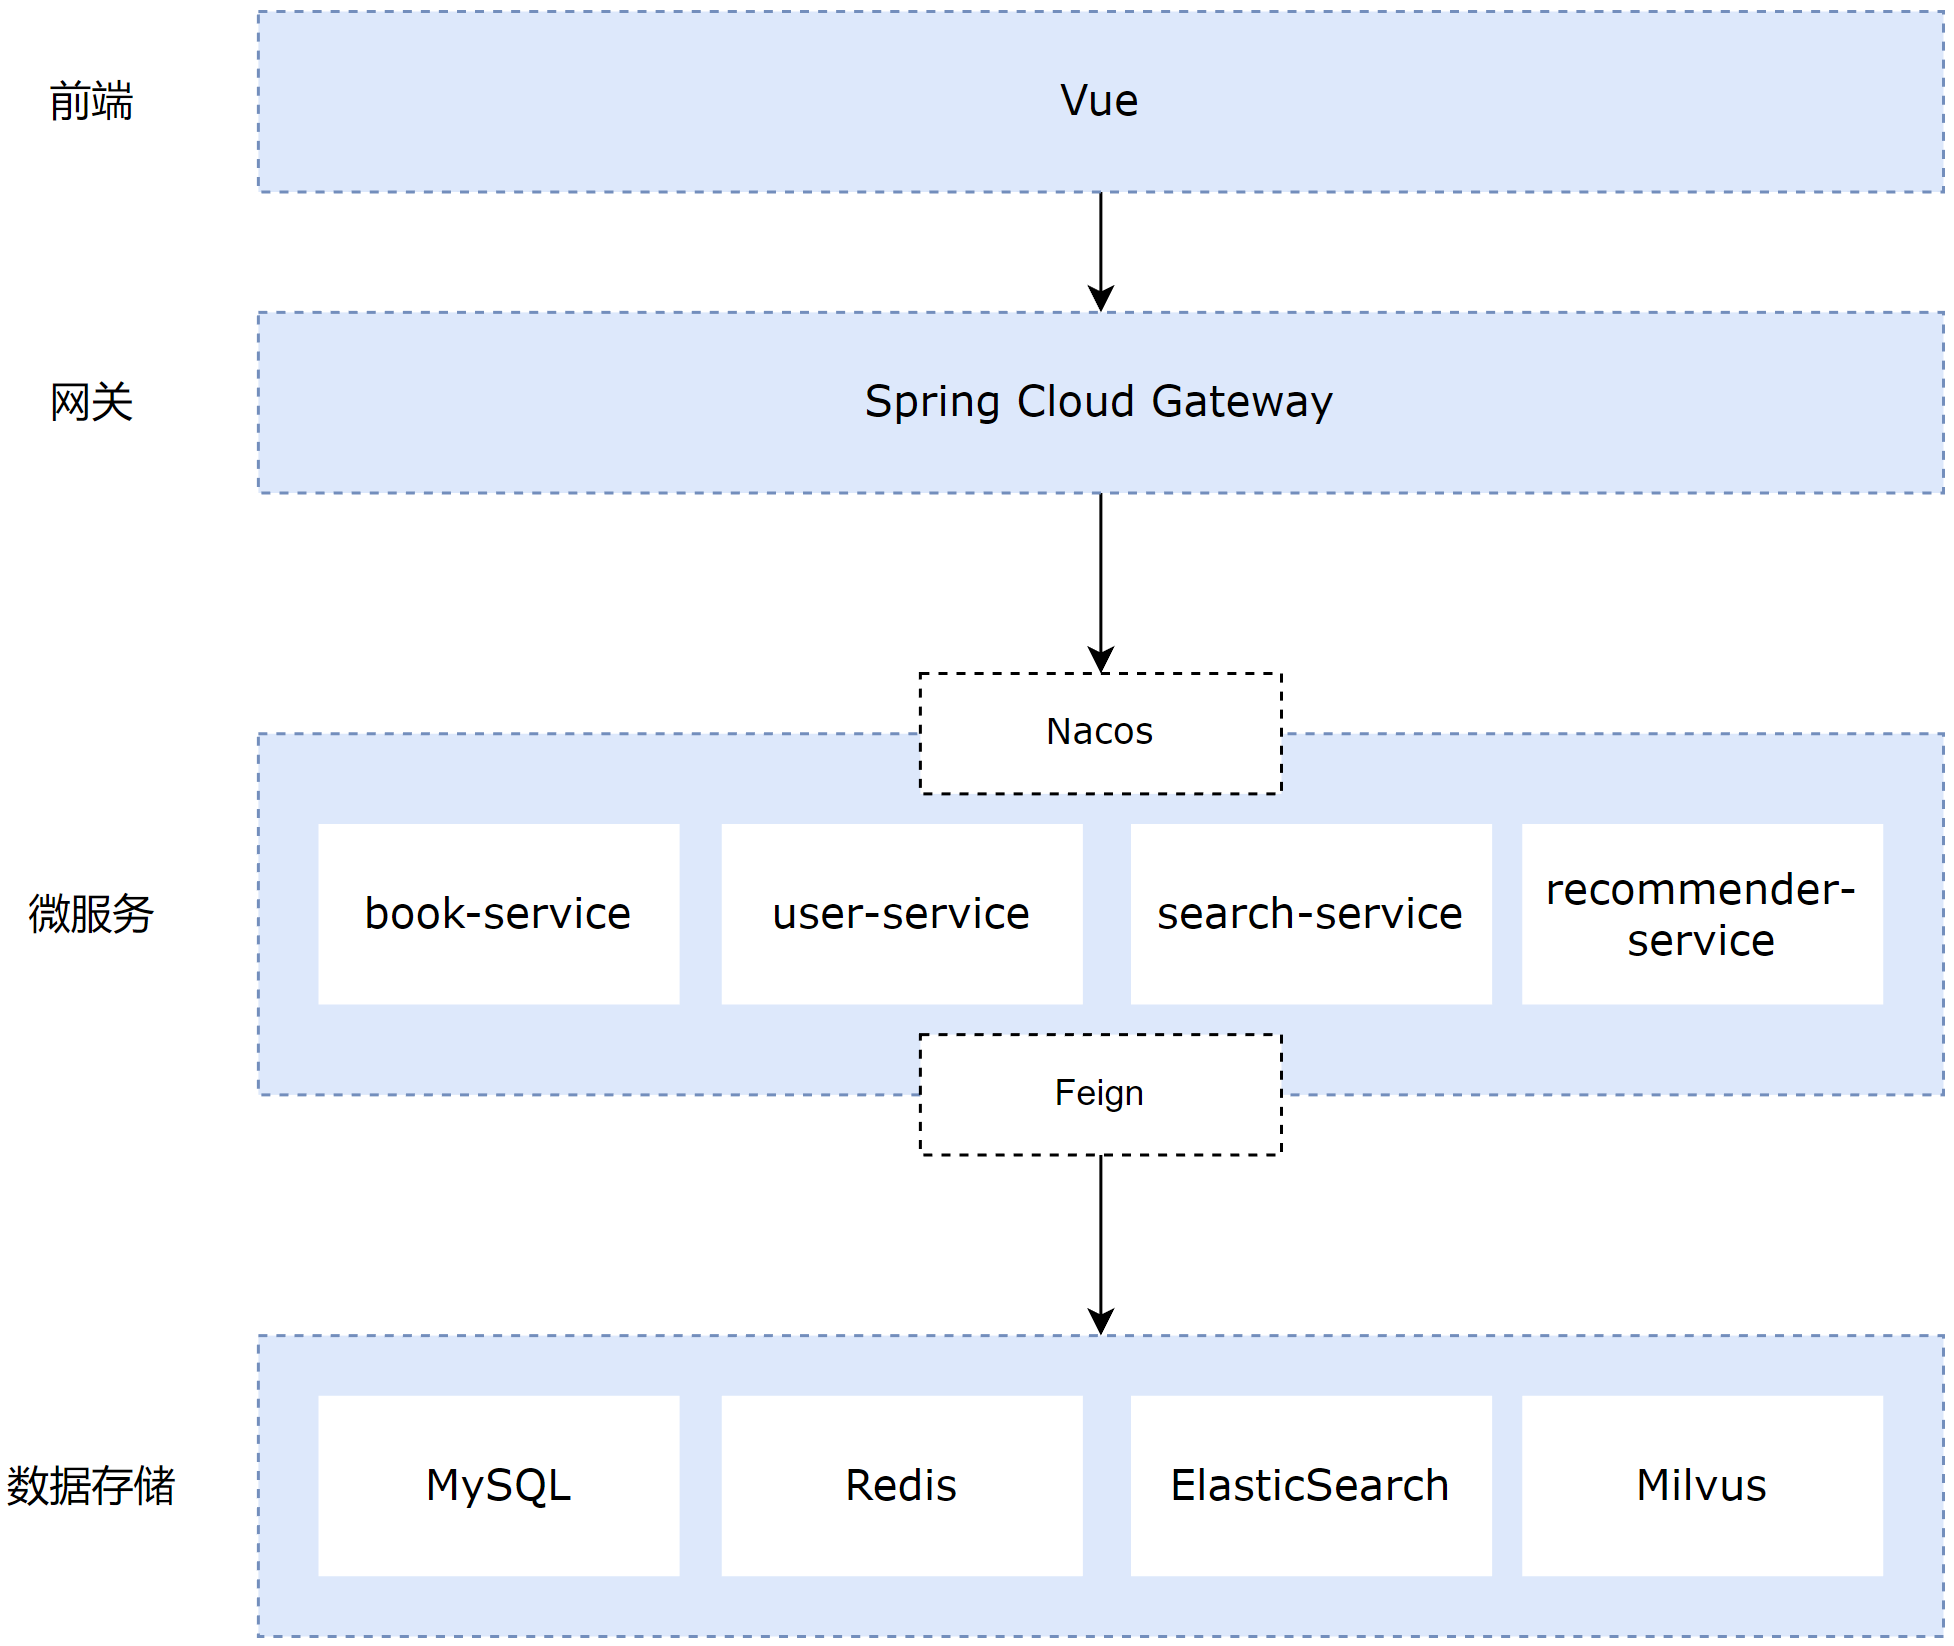 前端
Vue
网关
Spring Cloud Gateway
Nacos
微服务
book-service
user-service
search-service
recommender-
service
Feign
数据存储
MySQL
Redis
ElasticSearch
Milvus